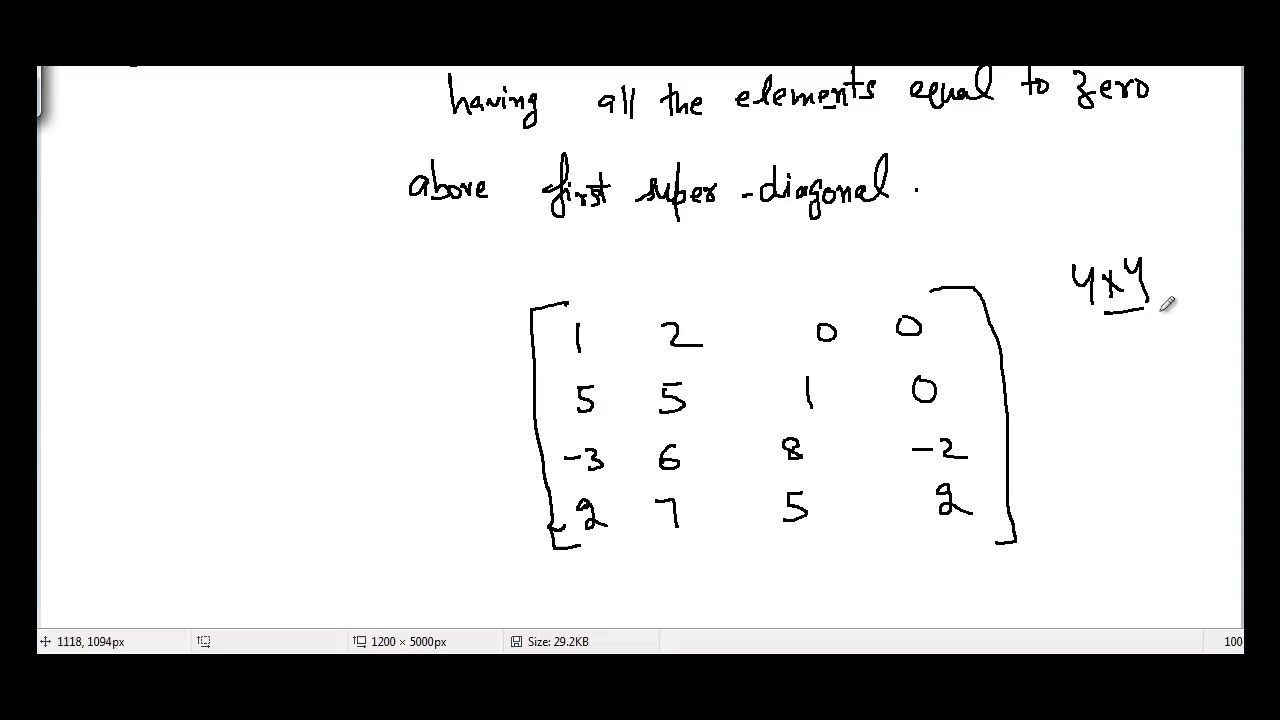 having all the elements equal to zero
above first super-diagonal.
4x4
1 2 0 0
5 5 1 0
-3 6 8 -2
-2 7 5 2
1118, 1094px 1200 × 5000px Size: 29.2KB 100